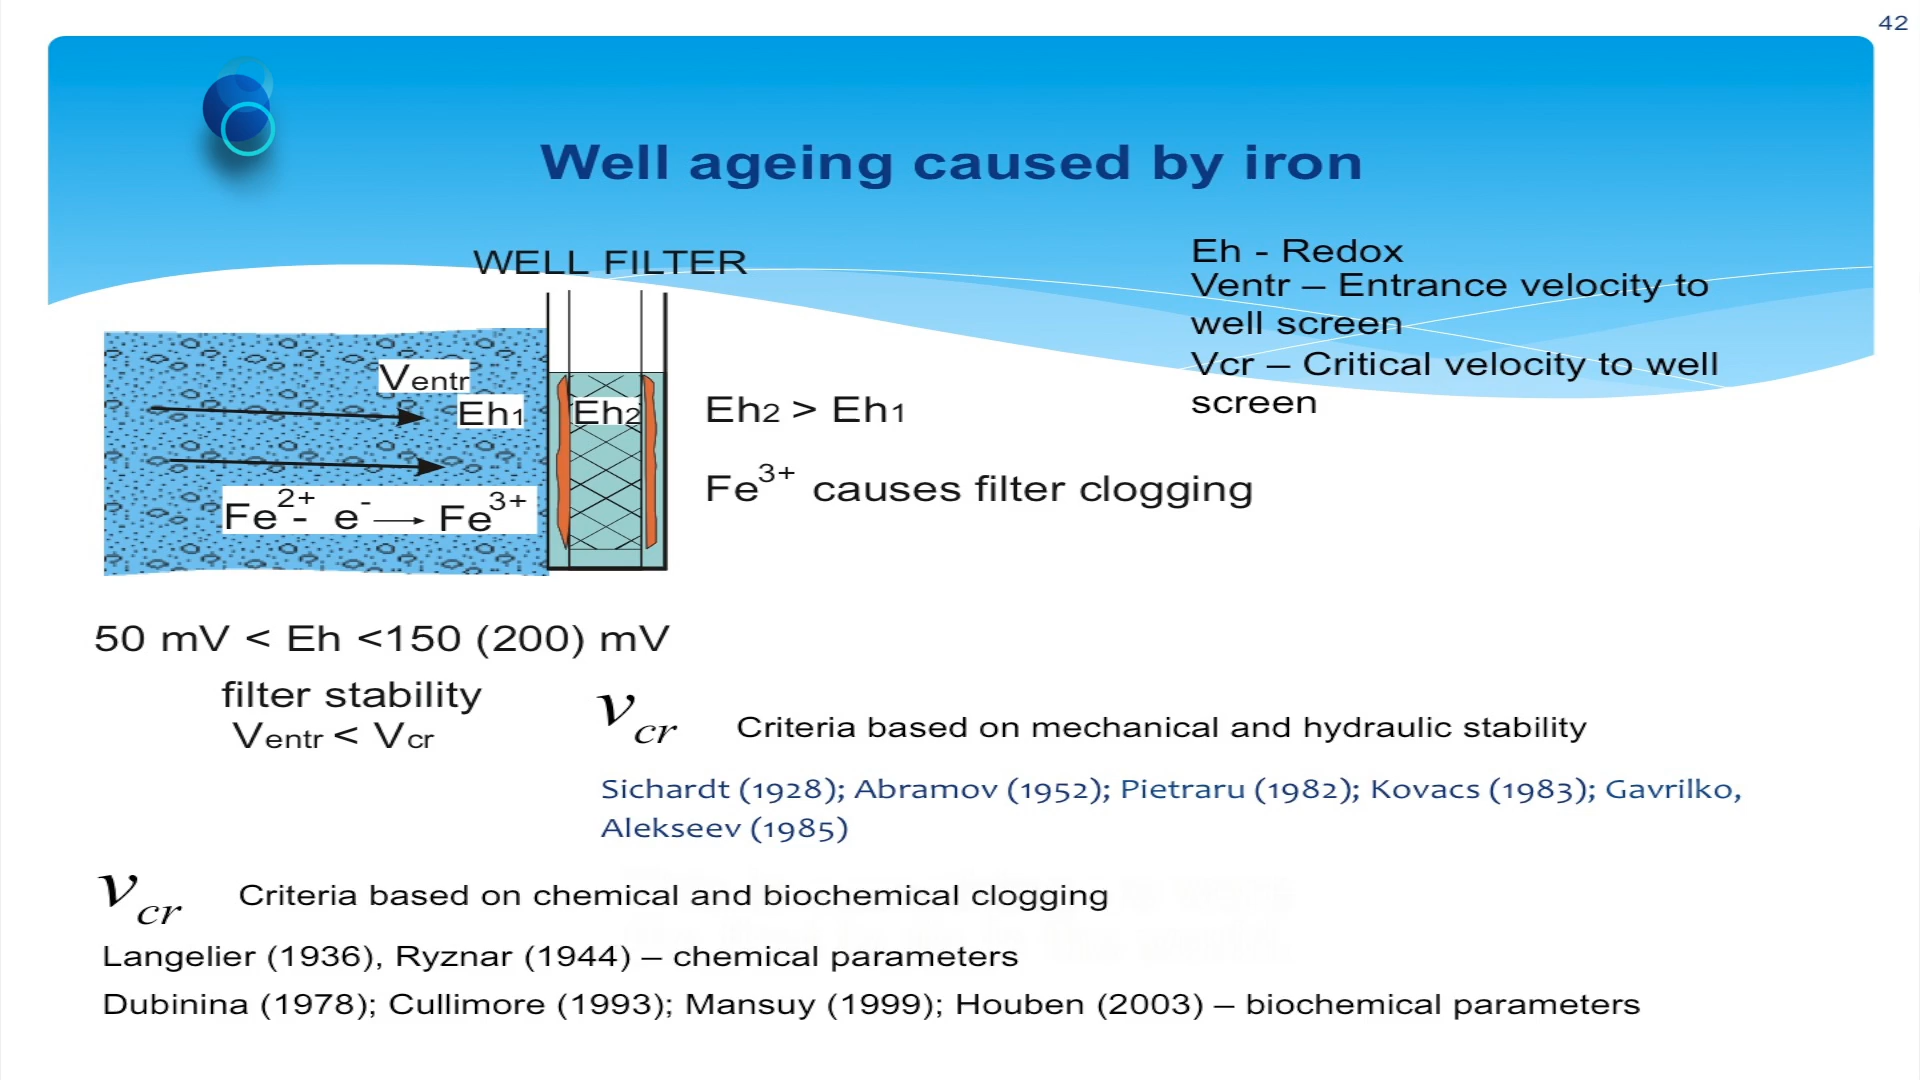 42
Well ageing caused by iron
WELL FILTER
Eh - Redox
Ventr – Entrance velocity to
well screen
Vcr – Critical velocity to well
screen
Ventr
Eh1
Eh2
Eh2 > Eh1
Fe2+ - e- → Fe3+
Fe3+ causes filter clogging
50 mV < Eh <150 (200) mV
filter stability
Ventr < Vcr
vcr Criteria based on mechanical and hydraulic stability
Sichardt (1928); Abramov (1952); Pietraru (1982); Kovacs (1983); Gavrilko,
Alekseev (1985)
vcr Criteria based on chemical and biochemical clogging
Langelier (1936), Ryznar (1944) – chemical parameters
Dubinina (1978); Cullimore (1993); Mansuy (1999); Houben (2003) – biochemical parameters